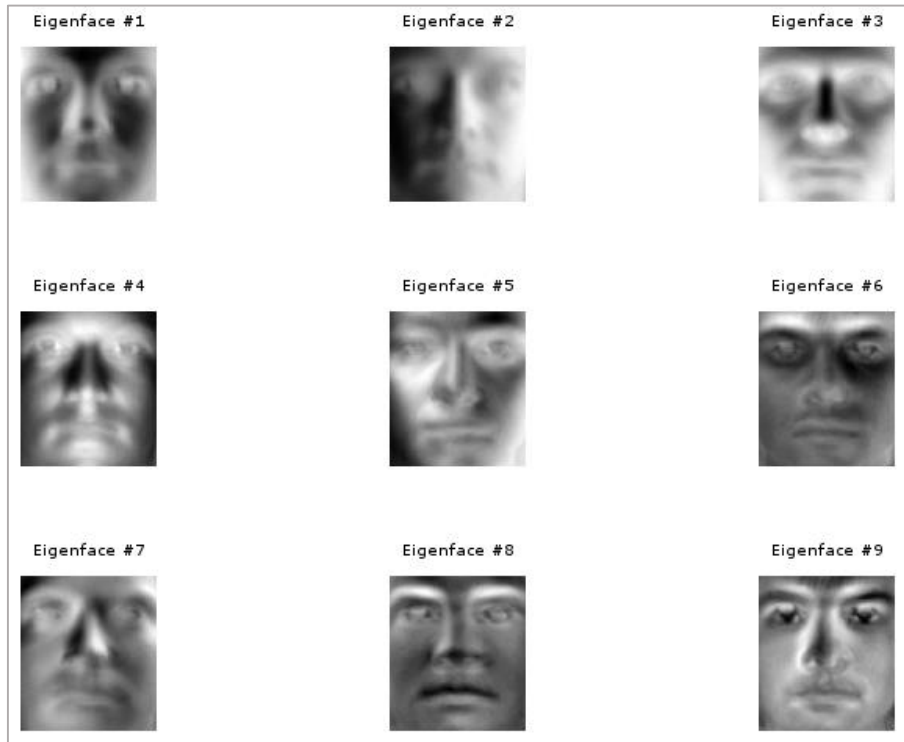 Eigenface #1
Eigenface #2
Eigenface #3
Eigenface #4
Eigenface #5
Eigenface #6
Eigenface #7
Eigenface #8
Eigenface #9